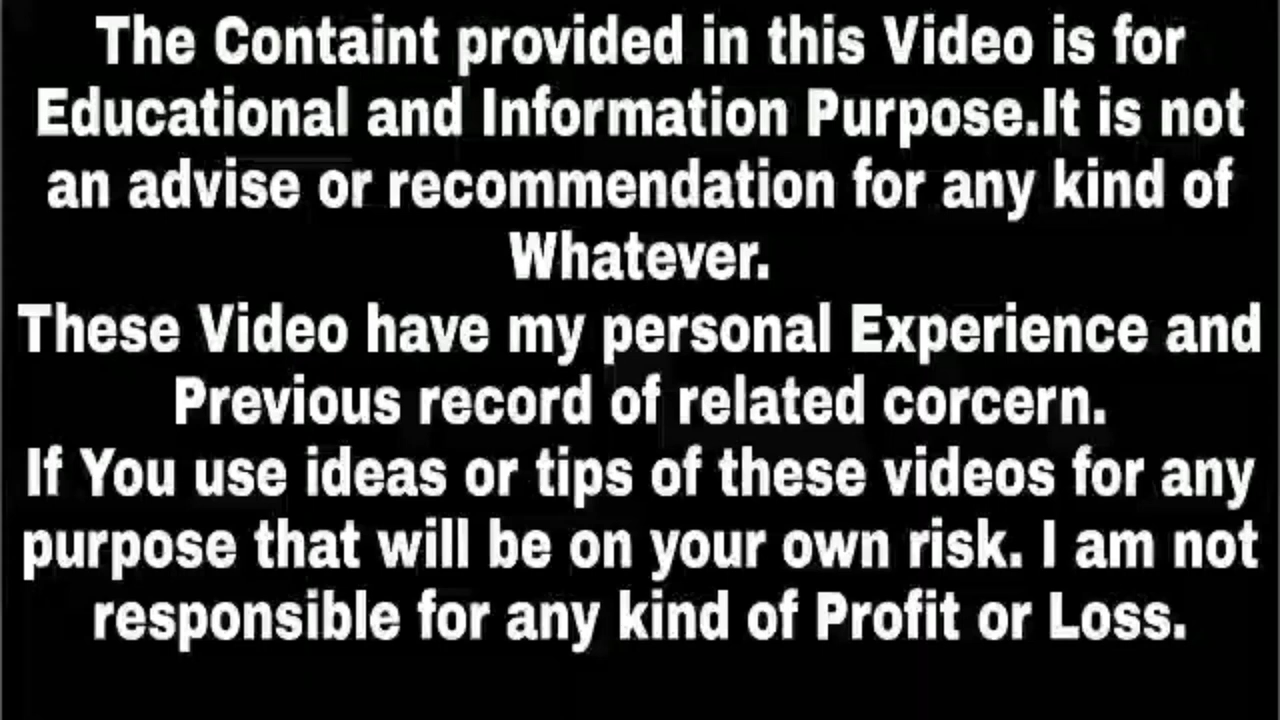 The Containt provided in this Video is for
Educational and Information Purpose.It is not
an advise or recommendation for any kind of
Whatever.
These Video have my personal Experience and
Previous record of related corcern.
If You use ideas or tips of these videos for any
purpose that will be on your own risk. I am not
responsible for any kind of Profit or Loss.